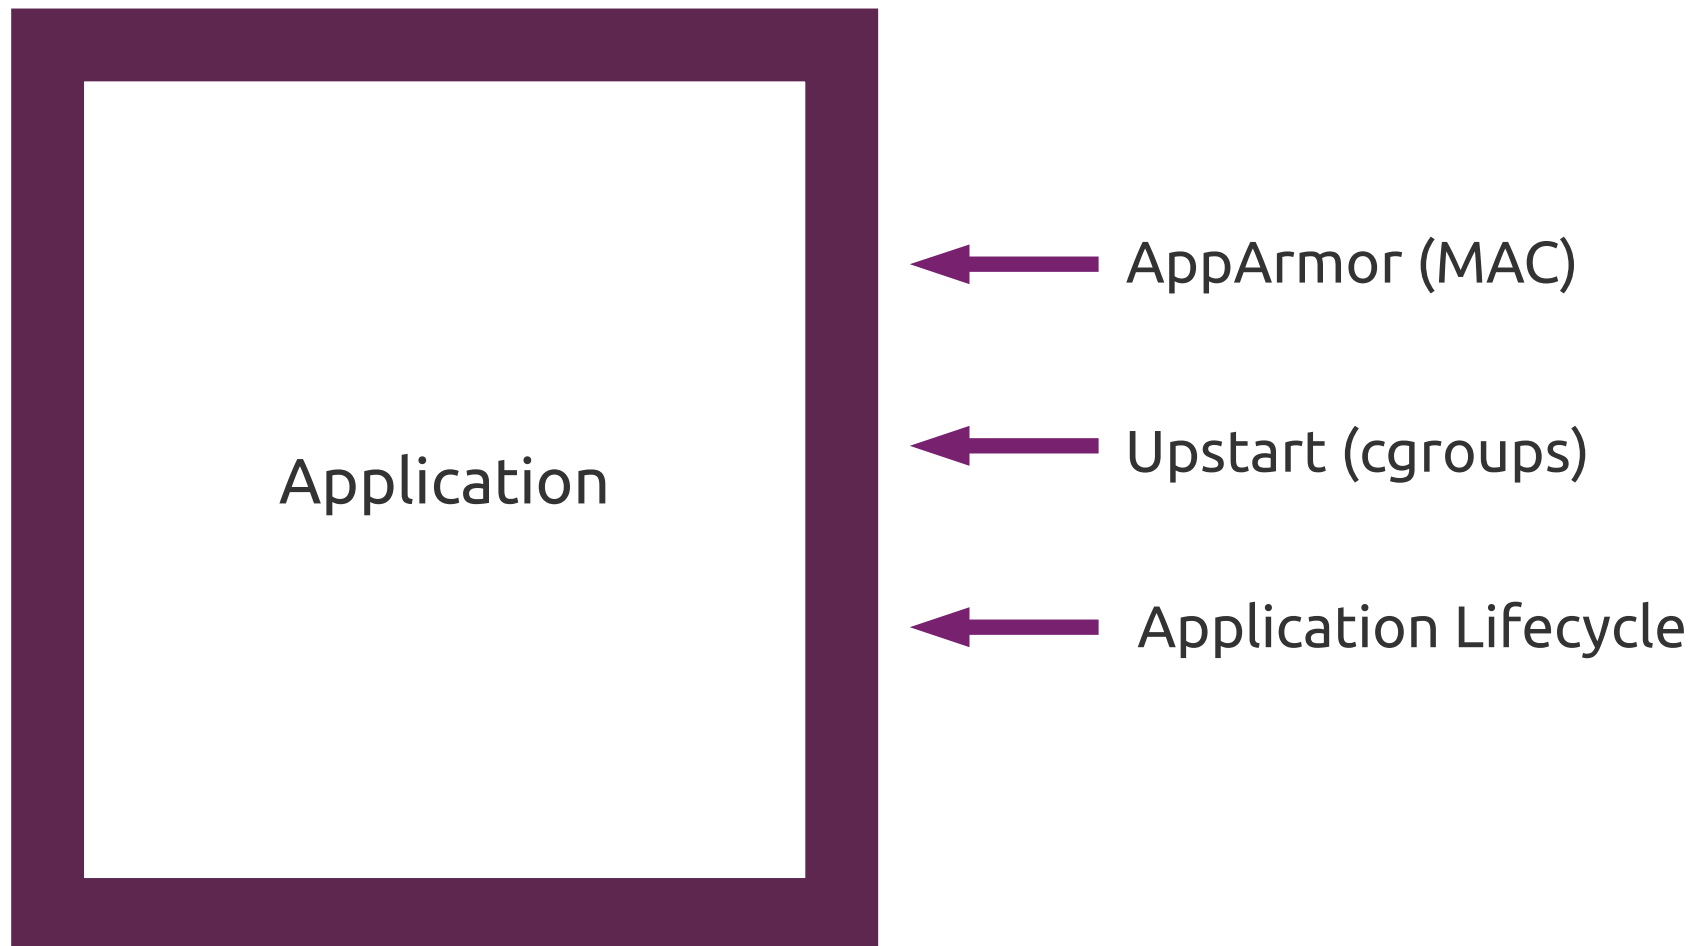 AppArmor (MAC)
Upstart (cgroups)
Application
Application Lifecycle